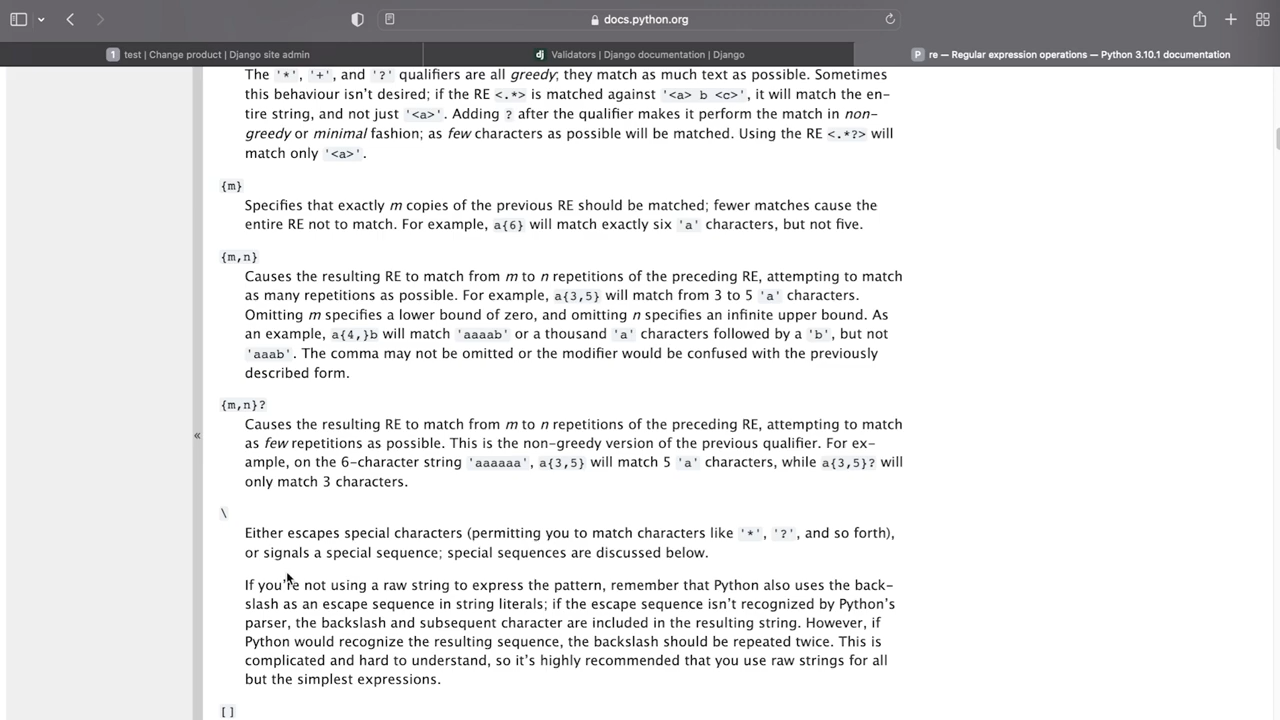 docs.python.org
1 test | Change product | Django site admin
dj Validators | Django documentation | Django
P re — Regular expression operations — Python 3.10.1 documentation
The '*', '+', and '?' qualifiers are all greedy; they match as much text as possible. Sometimes
this behaviour isn't desired; if the RE <.*> is matched against '<a> b <c>', it will match the en-
tire string, and not just '<a>'. Adding ? after the qualifier makes it perform the match in non-
greedy or minimal fashion; as few characters as possible will be matched. Using the RE <.*?> will
match only '<a>'.
{m}
Specifies that exactly m copies of the previous RE should be matched; fewer matches cause the
entire RE not to match. For example, a{6} will match exactly six 'a' characters, but not five.
{m,n}
Causes the resulting RE to match from m to n repetitions of the preceding RE, attempting to match
as many repetitions as possible. For example, a{3,5} will match from 3 to 5 'a' characters.
Omitting m specifies a lower bound of zero, and omitting n specifies an infinite upper bound. As
an example, a{4,}b will match 'aaaab' or a thousand 'a' characters followed by a 'b', but not
'aaab'. The comma may not be omitted or the modifier would be confused with the previously
described form.
{m,n}?
Causes the resulting RE to match from m to n repetitions of the preceding RE, attempting to match
as few repetitions as possible. This is the non-greedy version of the previous qualifier. For ex-
ample, on the 6-character string 'aaaaaa', a{3,5} will match 5 'a' characters, while a{3,5}? will
only match 3 characters.
«
\
Either escapes special characters (permitting you to match characters like '*', '?', and so forth),
or signals a special sequence; special sequences are discussed below.
If you're not using a raw string to express the pattern, remember that Python also uses the back-
slash as an escape sequence in string literals; if the escape sequence isn't recognized by Python's
parser, the backslash and subsequent character are included in the resulting string. However, if
Python would recognize the resulting sequence, the backslash should be repeated twice. This is
complicated and hard to understand, so it's highly recommended that you use raw strings for all
but the simplest expressions.
[]